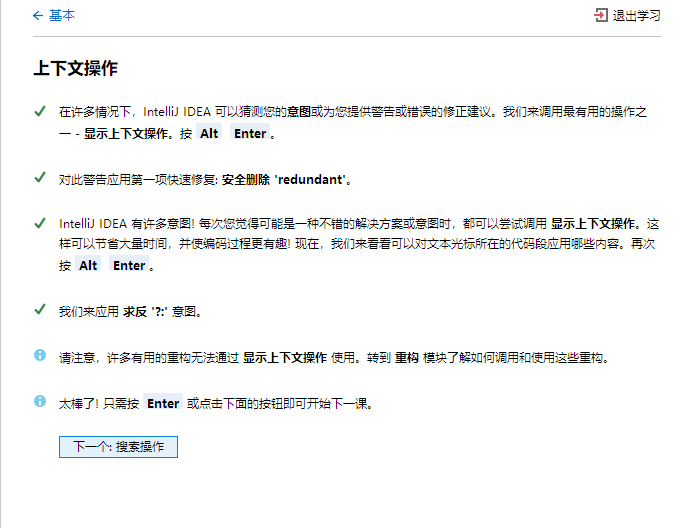 基本
退出学习
上下文操作
在许多情况下，IntelliJ IDEA 可以猜测您的意图或为您提供警告或错误的修正建议。我们来调用最有用的操作之
一 - 显示上下文操作。按 Alt Enter。
对此警告应用第一项快速修复: 安全删除 'redundant'。
IntelliJ IDEA 有许多意图! 每次您觉得可能是一种不错的解决方案或意图时，都可以尝试调用 显示上下文操作。这
样可以节省大量时间，并使编码过程更有趣! 现在，我们来看看可以对文本光标所在的代码段应用哪些内容。再次
按 Alt Enter。
我们来应用 求反 '?:' 意图。
请注意，许多有用的重构无法通过 显示上下文操作 使用。转到 重构 模块了解如何调用和使用这些重构。
太棒了! 只需按 Enter 或点击下面的按钮即可开始下一课。
下一个: 搜索操作